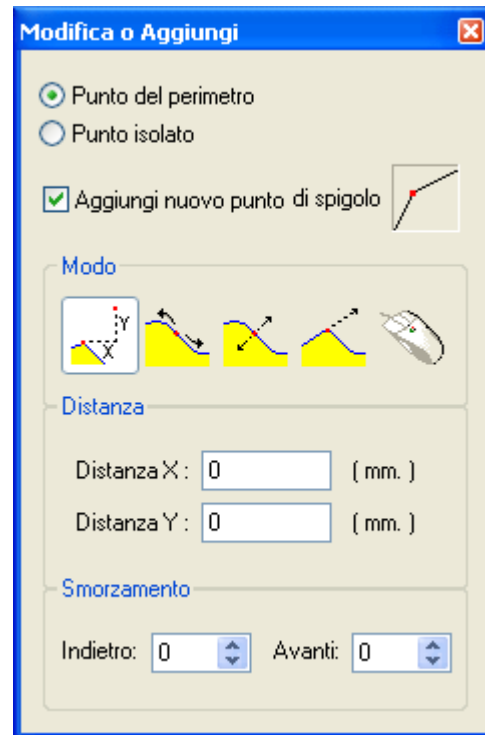 Modifica o Aggiungi
Punto del perimetro
Punto isolato
Aggiungi nuovo punto di spigolo
Modo
Y
X
Distanza
Distanza X : 0 ( mm. )
Distanza Y : 0 ( mm. )
Smorzamento
Indietro: 0 Avanti: 0